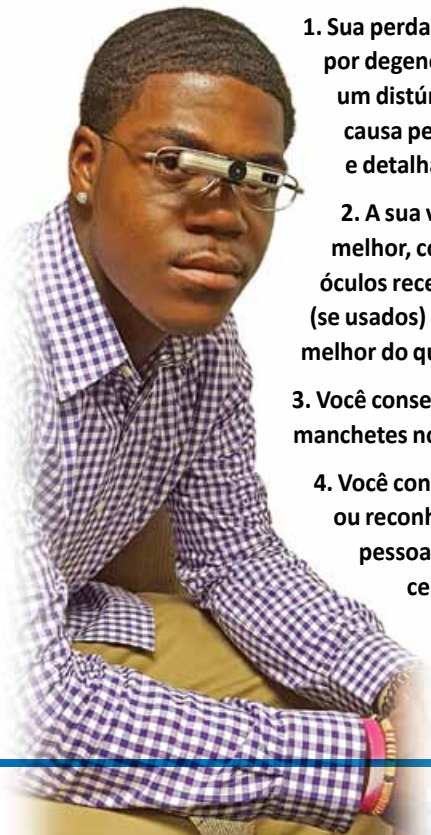 1. Sua perda
por degene
um distúr
causa pe
e detalha
2. A sua v
melhor, co
óculos rece
(se usados)
melhor do qu
3. Você conse
manchetes no
4. Você con
ou reconh
pessoa
ce